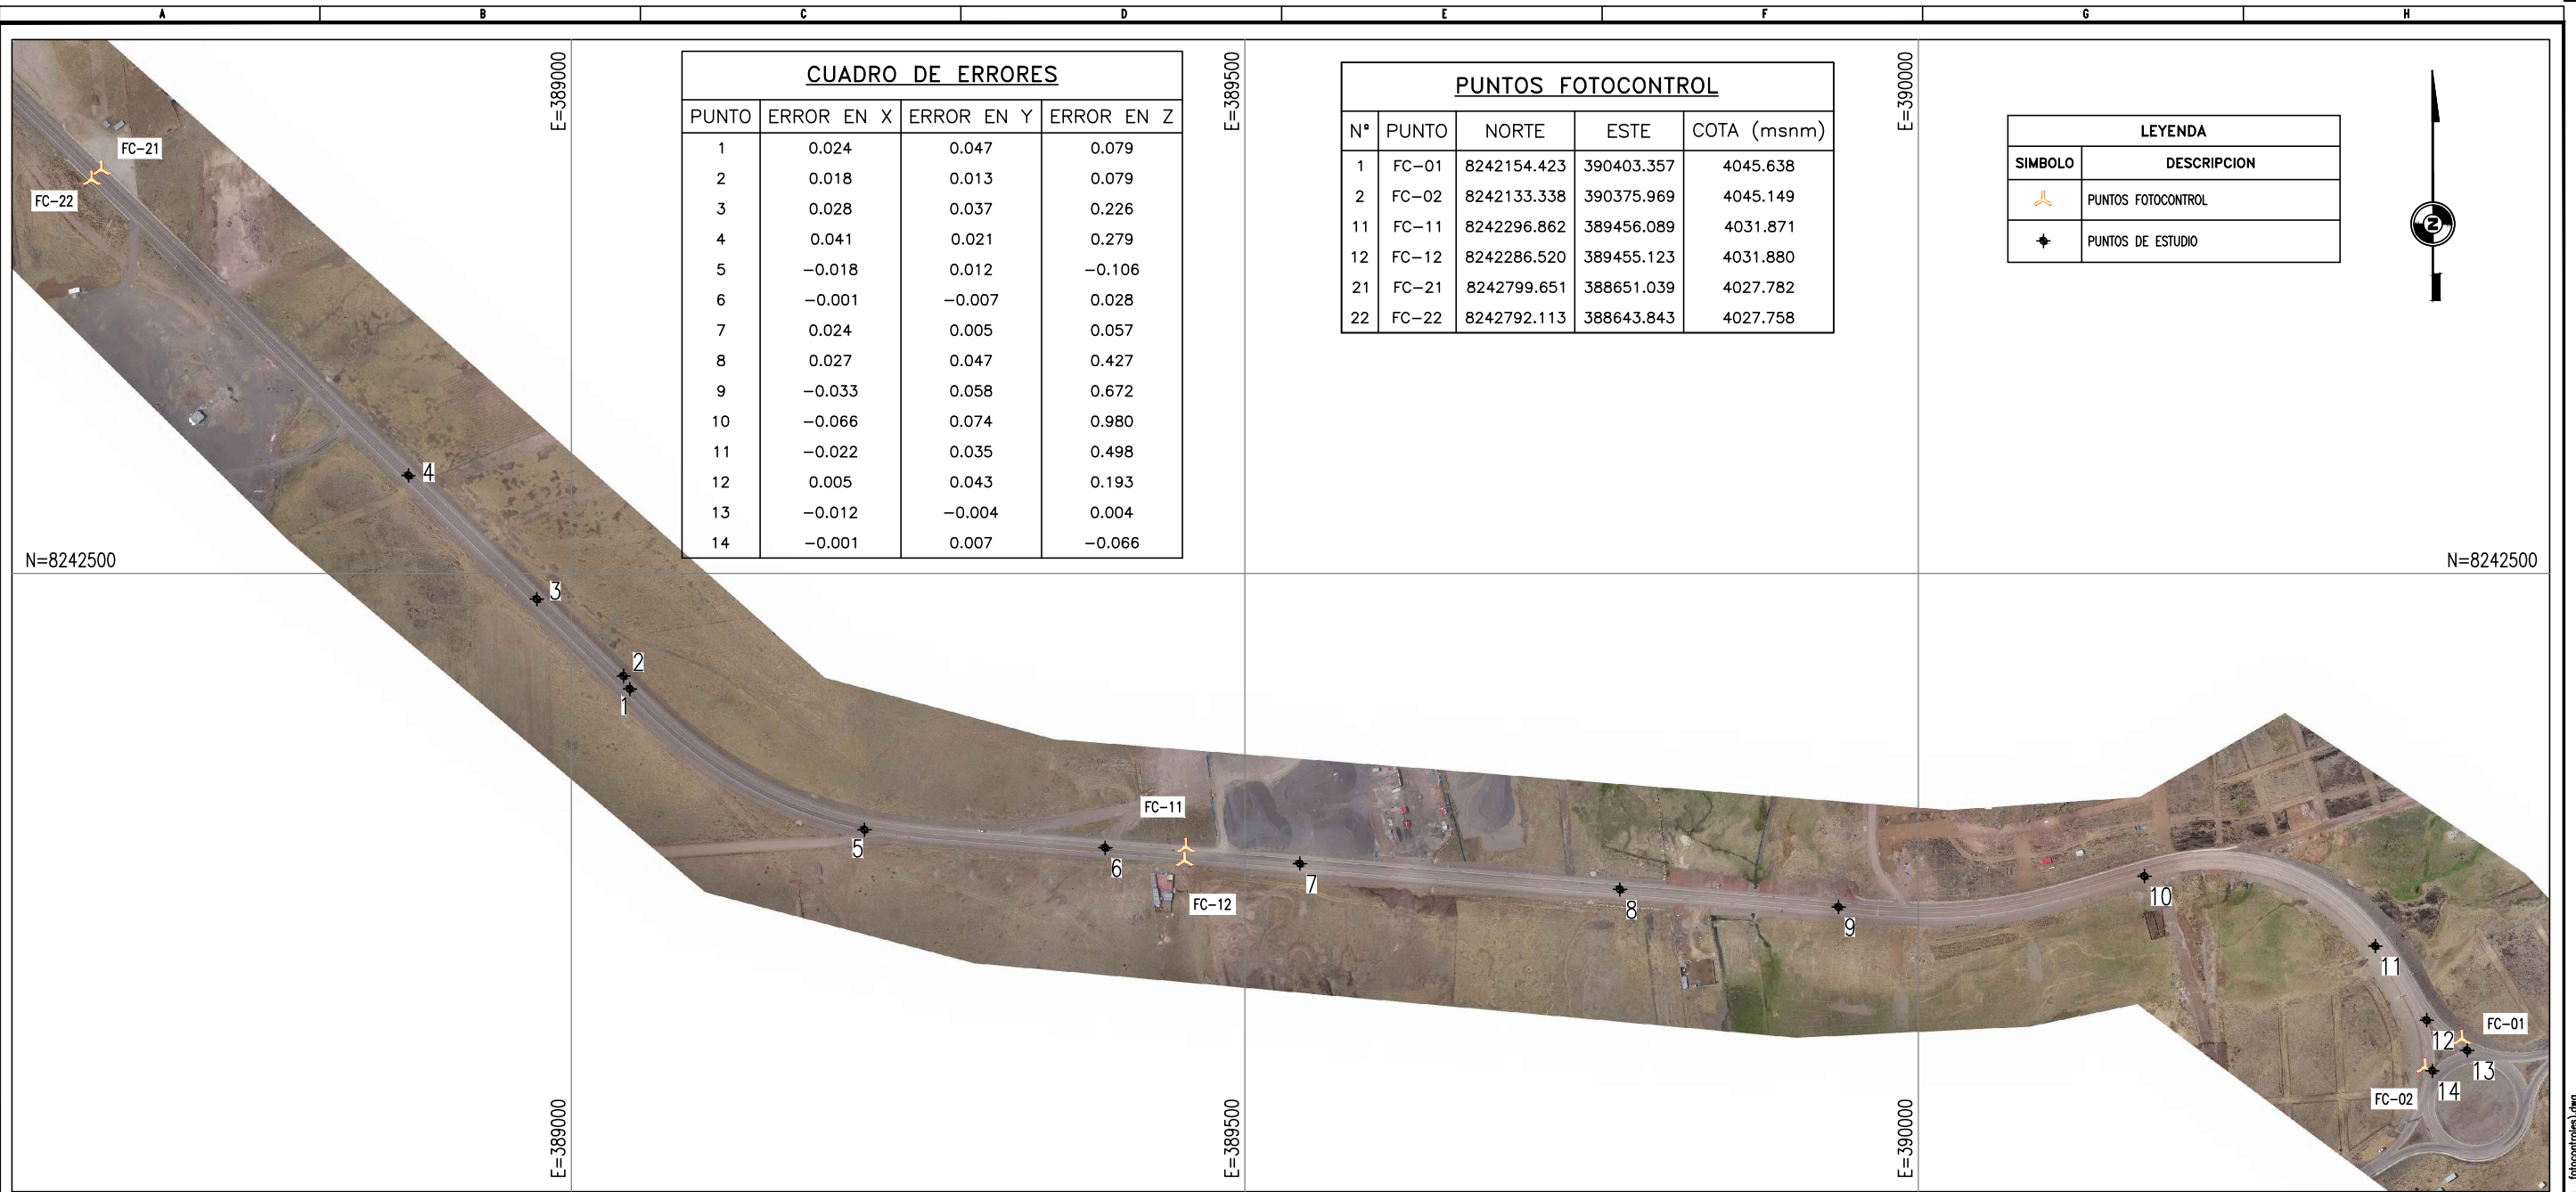 A B C D E F G H
E=389000
E=389500
E=390000
CUADRO DE ERRORES
PUNTO ERROR EN X ERROR EN Y ERROR EN Z
1 0.024 0.047 0.079
2 0.018 0.013 0.079
3 0.028 0.037 0.226
4 0.041 0.021 0.279
5 −0.018 0.012 −0.106
6 −0.001 −0.007 0.028
7 0.024 0.005 0.057
8 0.027 0.047 0.427
9 −0.033 0.058 0.672
10 −0.066 0.074 0.980
11 −0.022 0.035 0.498
12 0.005 0.043 0.193
13 −0.012 −0.004 0.004
14 −0.001 0.007 −0.066
PUNTOS FOTOCONTROL
Nº PUNTO NORTE ESTE COTA (msnm)
1 FC−01 8242154.423 390403.357 4045.638
2 FC−02 8242133.338 390375.969 4045.149
11 FC−11 8242296.862 389456.089 4031.871
12 FC−12 8242286.520 389455.123 4031.880
21 FC−21 8242799.651 388651.039 4027.782
22 FC−22 8242792.113 388643.843 4027.758
LEYENDA
SIMBOLO DESCRIPCION
PUNTOS FOTOCONTROL
PUNTOS DE ESTUDIO
N
FC−21
FC−22
4
N=8242500
N=8242500
3
2
1
FC−11
5
6
7
FC−12
8
9
10
11
FC−01
12
13
14
FC−02
E=389000
E=389500
E=390000
fotocontroles).dwg